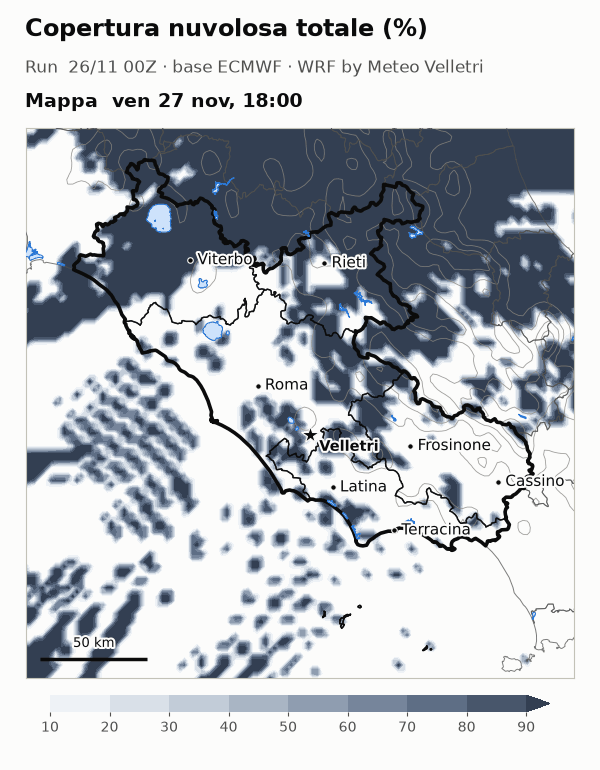 Copertura nuvolosa totale (%)
Run  26/11 00Z · base ECMWF · WRF by Meteo Velletri
Mappa  ven 27 nov, 18:00
Viterbo
Rieti
Roma
Velletri
Frosinone
Latina
Cassino
Terracina
50 km
10 20 30 40 50 60 70 80 90